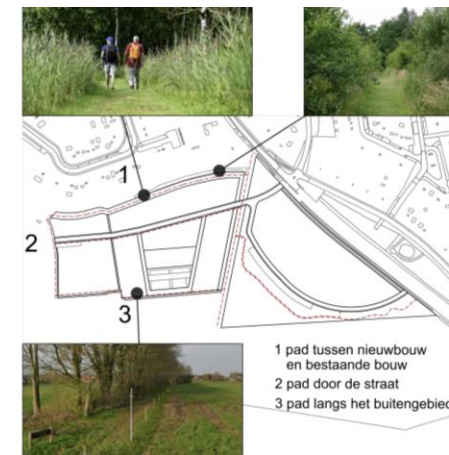 1
2
3
1 pad tussen nieuwbouw
en bestaande bouw
2 pad door de straat
3 pad langs het buitengebied